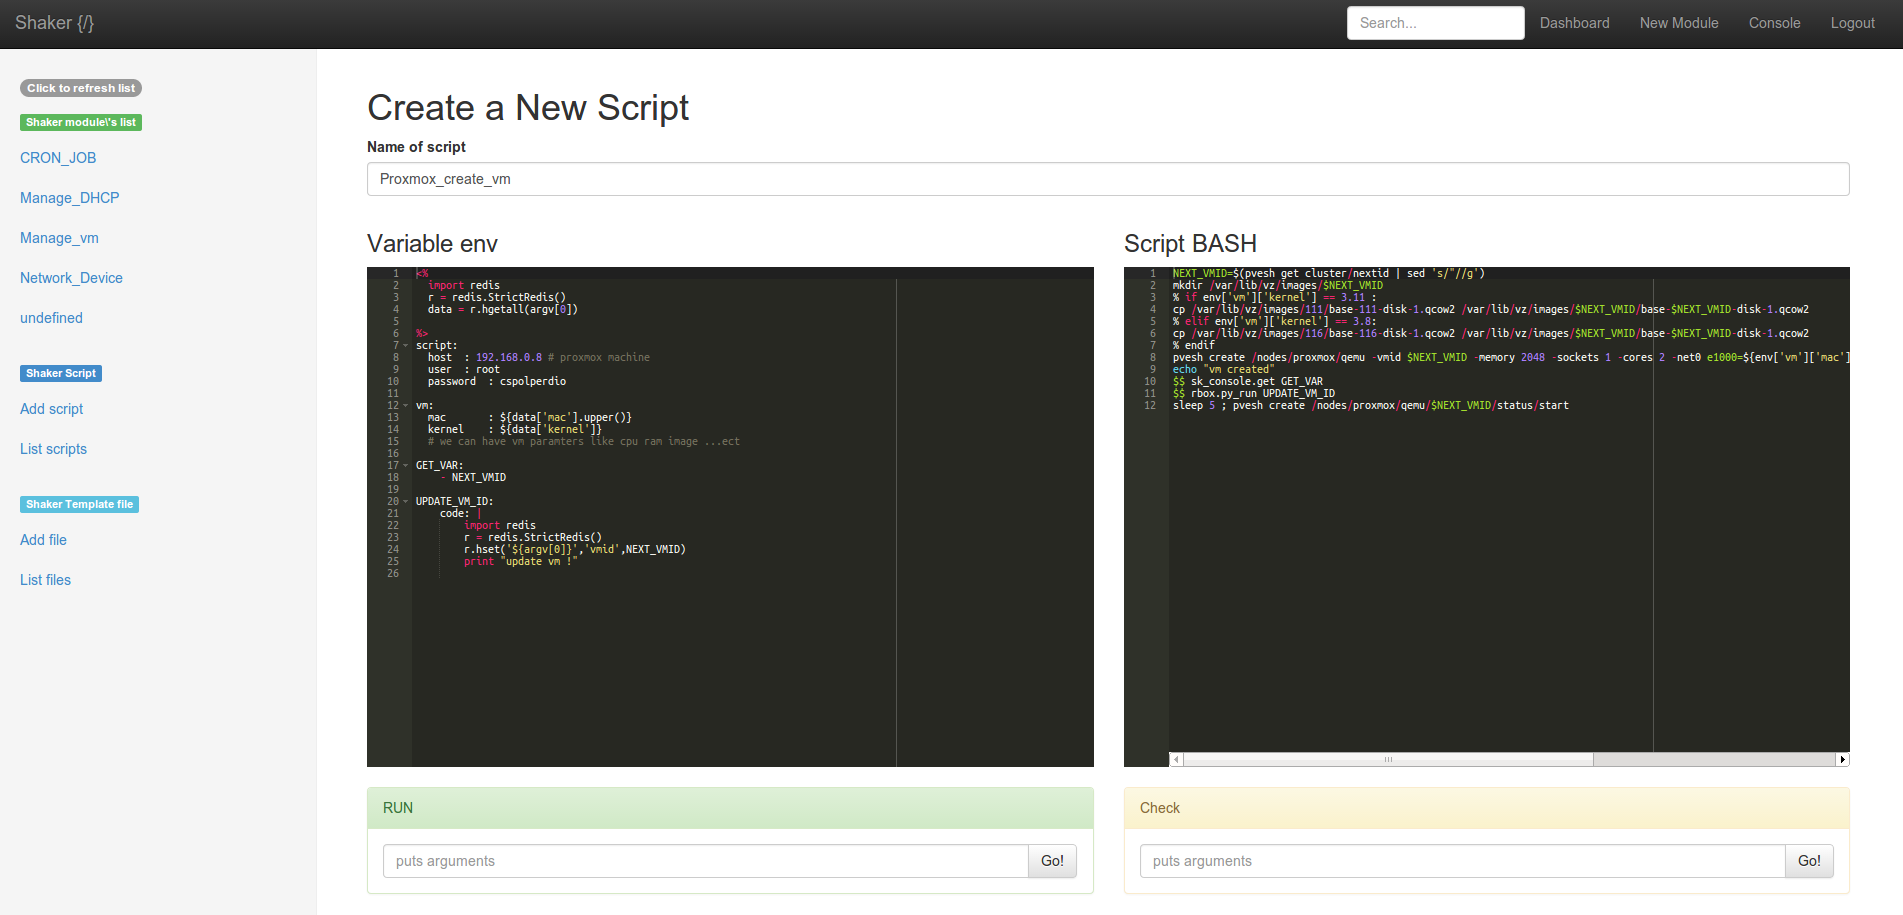 Shaker {/}
Search...
Dashboard
New Module
Console
Logout
Click to refresh list
Shaker module\'s list
CRON_JOB
Manage_DHCP
Manage_vm
Network_Device
undefined
Shaker Script
Add script
List scripts
Shaker Template file
Add file
List files
Create a New Script
Name of script
Proxmox_create_vm
Variable env
1 <%
2 import redis
3 r = redis.StrictRedis()
4 data = r.hgetall(argv[0])
5
6 %>
7 script:
8 host : 192.168.0.8 # proxmox machine
9 user : root
10 password : cspolperdio
11
12 vm:
13 mac : ${data['mac'].upper()}
14 kernel : ${data['kernel']}
15 # we can have vm paramters like cpu ram image ...ect
16
17 GET_VAR:
18 - NEXT_VMID
19
20 UPDATE_VM_ID:
21 code: |
22 import redis
23 r = redis.StrictRedis()
24 r.hset('${argv[0]}','vmid',NEXT_VMID)
25 print "update vm !"
26
Script BASH
1 NEXT_VMID=$(pvesh get cluster/nextid | sed 's/"//g')
2 mkdir /var/lib/vz/images/$NEXT_VMID
3 % if env['vm']['kernel'] == 3.11 :
4 cp /var/lib/vz/images/111/base-111-disk-1.qcow2 /var/lib/vz/images/$NEXT_VMID/base-$NEXT_VMID-disk-1.qcow2
5 % elif env['vm']['kernel'] == 3.8:
6 cp /var/lib/vz/images/116/base-116-disk-1.qcow2 /var/lib/vz/images/$NEXT_VMID/base-$NEXT_VMID-disk-1.qcow2
7 % endif
8 pvesh create /nodes/proxmox/qemu -vmid $NEXT_VMID -memory 2048 -sockets 1 -cores 2 -net0 e1000=${env['vm']['mac']
9 echo "vm created"
10 $$ sk_console.get GET_VAR
11 $$ rbox.py_run UPDATE_VM_ID
12 sleep 5 ; pvesh create /nodes/proxmox/qemu/$NEXT_VMID/status/start
RUN
puts arguments
Go!
Check
puts arguments
Go!